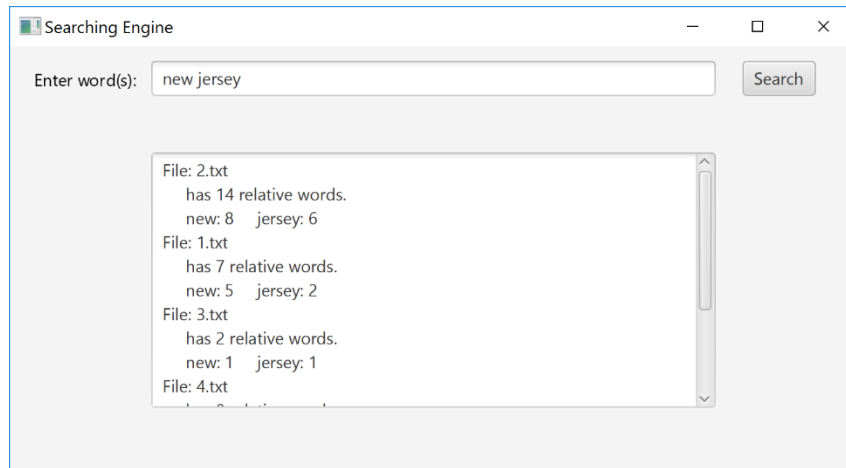 Searching Engine
Enter word(s): new jersey Search
File: 2.txt
has 14 relative words.
new: 8 jersey: 6
File: 1.txt
has 7 relative words.
new: 5 jersey: 2
File: 3.txt
has 2 relative words.
new: 1 jersey: 1
File: 4.txt